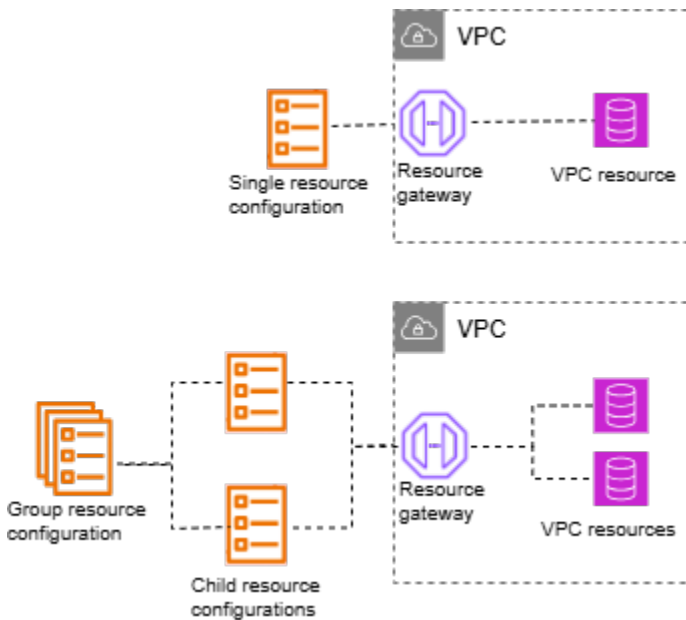 VPC
Single resource
configuration
Resource
gateway
VPC resource
VPC
Group resource
configuration
Resource
gateway
VPC resources
Child resource
configurations